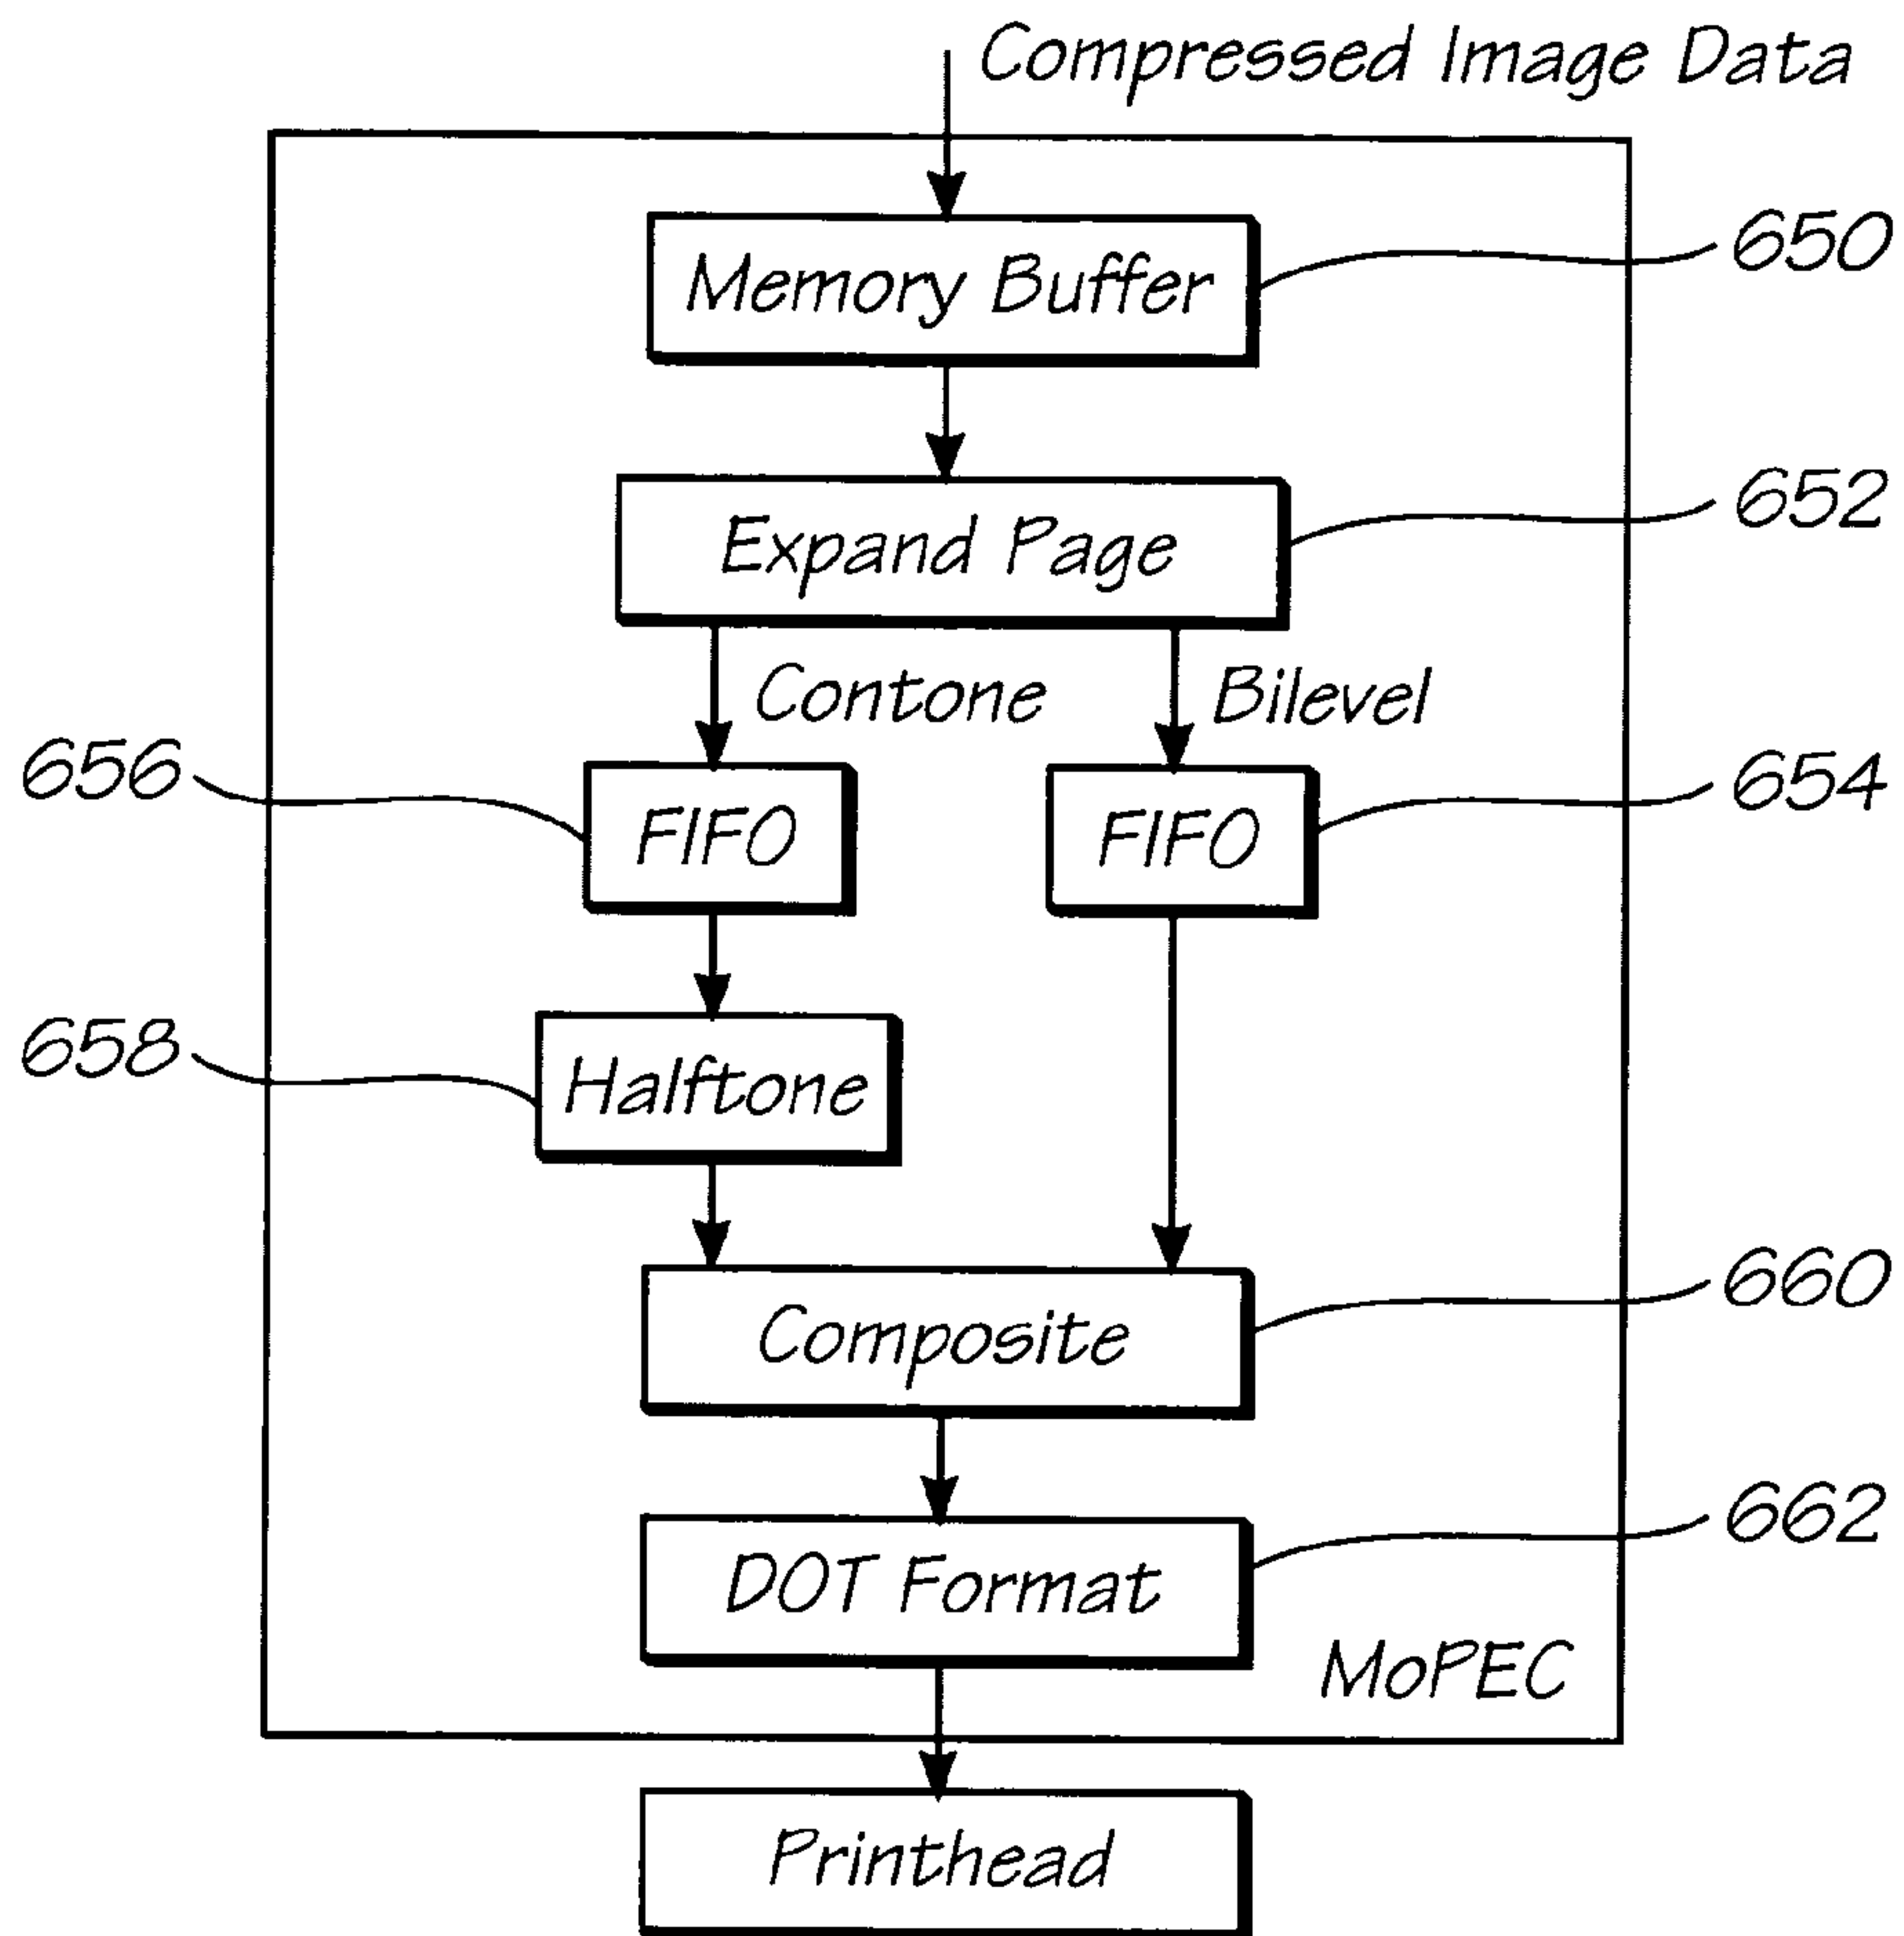 Compressed Image Data
Memory Buffer
650
Expand Page
652
Contone
Bilevel
656
FIFO
FIFO
654
658
Halftone
Composite
660
DOT Format
662
MoPEC
Printhead